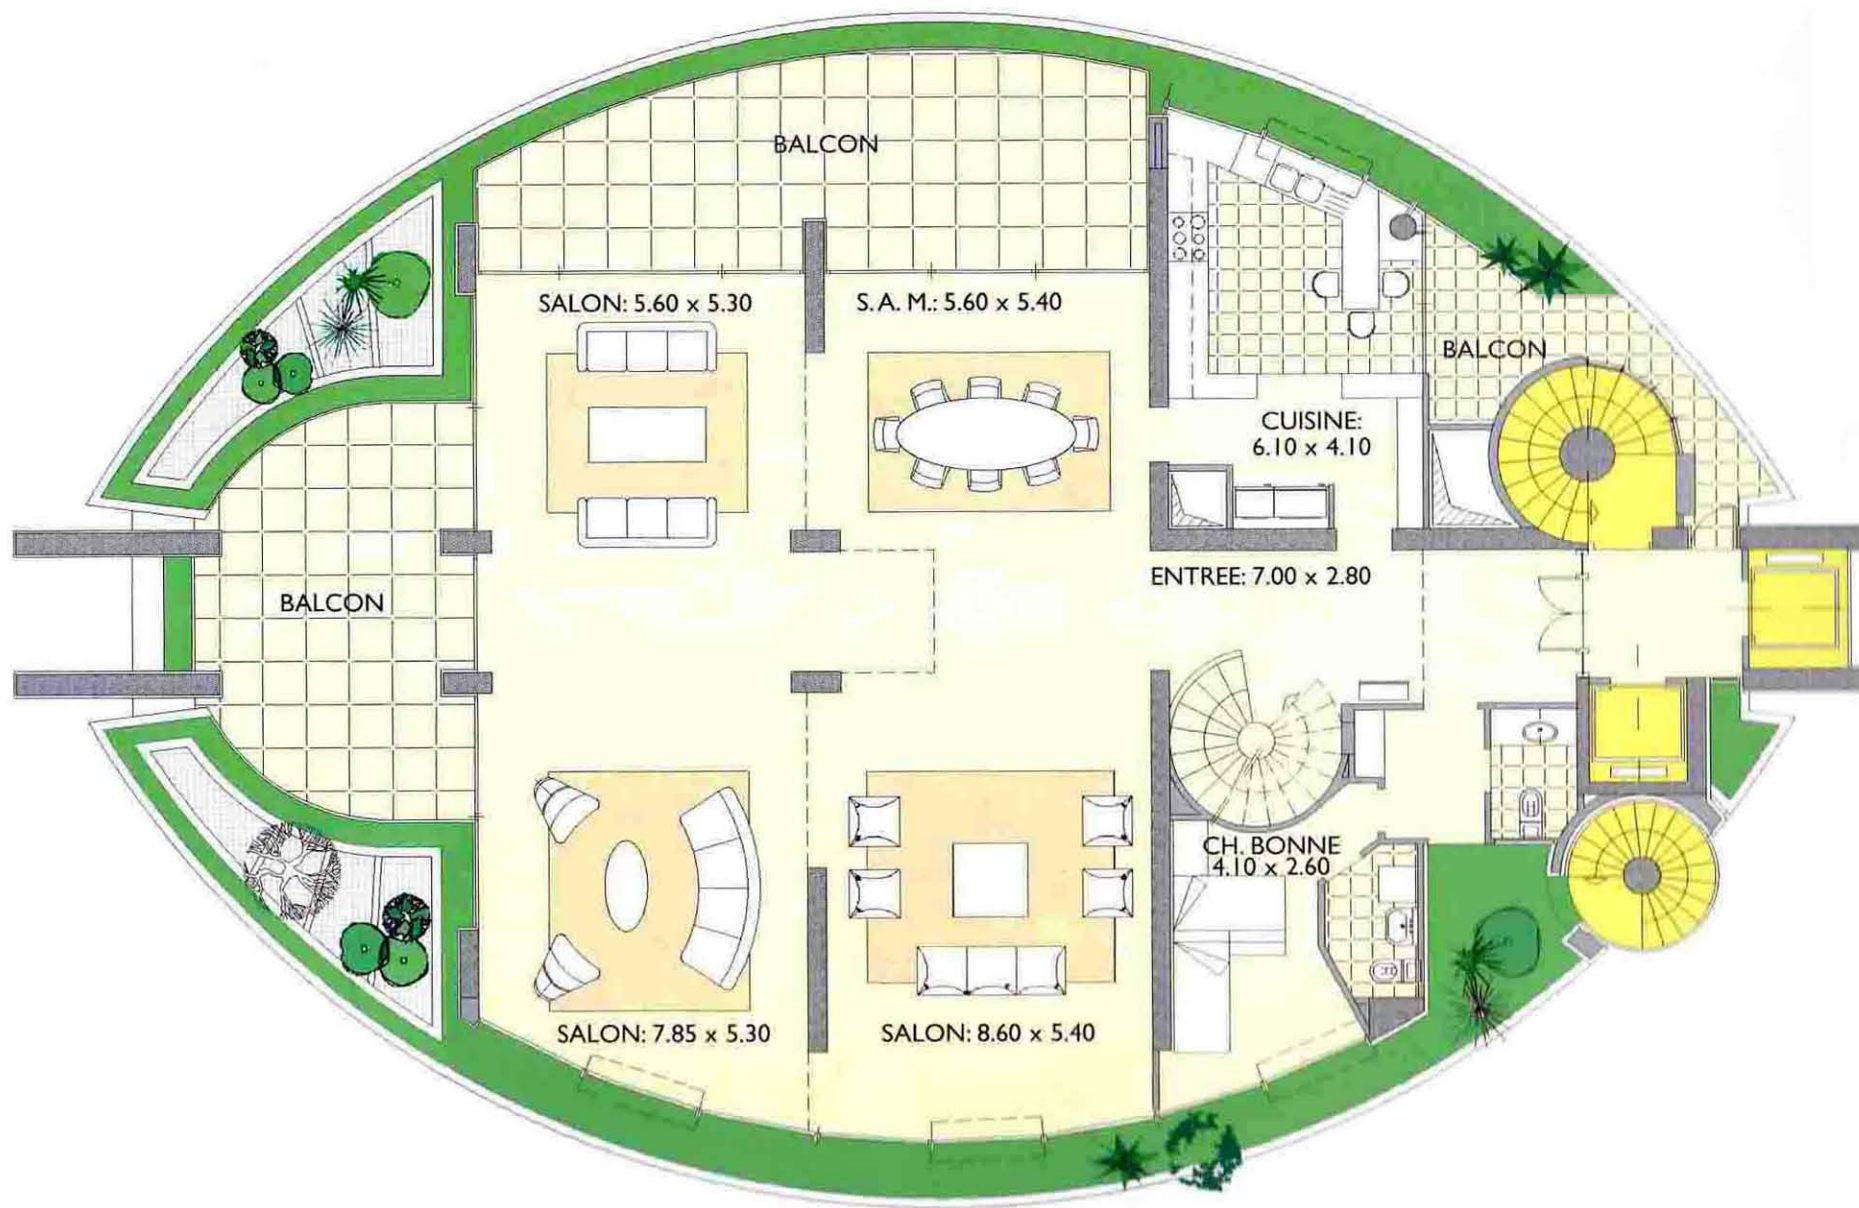 BALCON
SALON: 5.60 x 5.30
S. A. M.: 5.60 x 5.40
BALCON
CUISINE:
6.10 x 4.10
ENTREE: 7.00 x 2.80
BALCON
CH. BONNE
4.10 x 2.60
SALON: 7.85 x 5.30
SALON: 8.60 x 5.40